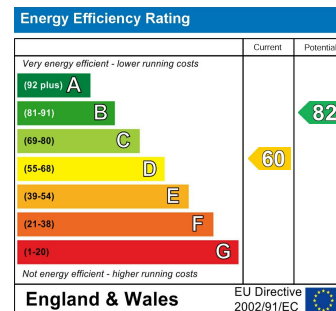 Energy Efficiency Rating
Current Potential
Very energy efficient - lower running costs
(92 plus) A
(81-91) B
82
(69-80) C
(55-68) D
60
(39-54) E
(21-38) F
(1-20) G
Not energy efficient - higher running costs
England & Wales
EU Directive
2002/91/EC